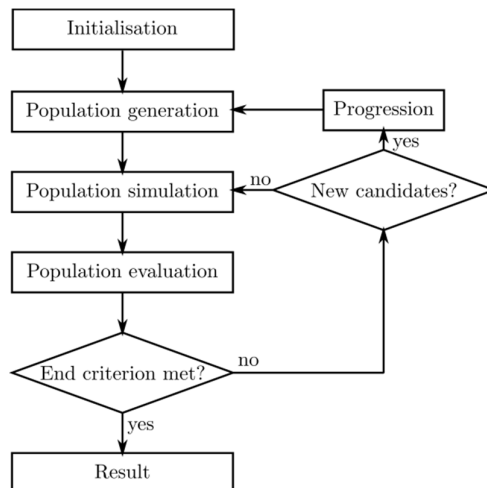 Initialisation
Population generation
Progression
yes
Population simulation
no
New candidates?
Population evaluation
End criterion met?
no
yes
Result